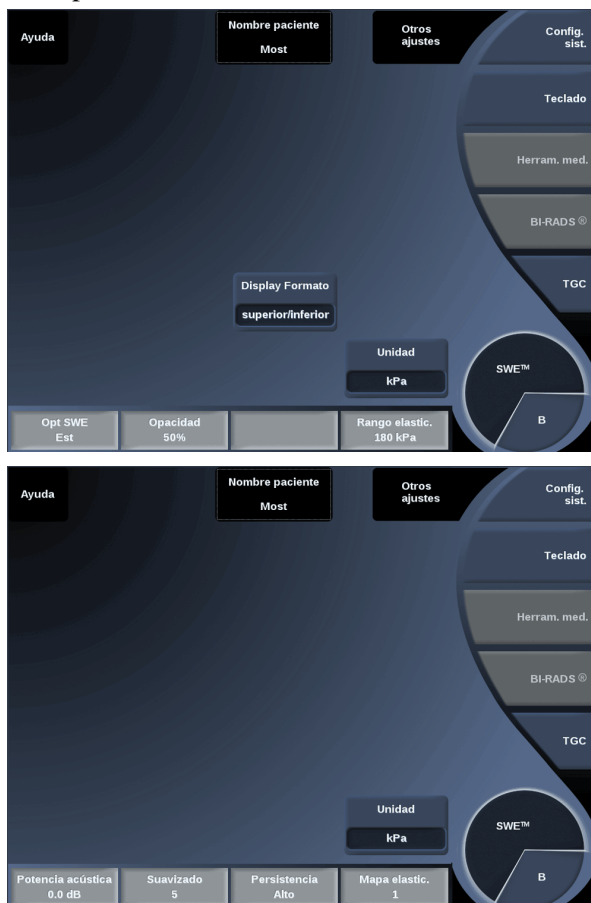 Ayuda
Nombre paciente
Most
Otros
ajustes
Config.
sist.
Teclado
Herram. med.
BI-RADS ®
TGC
Display Formato
superior/inferior
Unidad
kPa
SWE™
B
Opt SWE
Est
Opacidad
50%
Rango elastic.
180 kPa
Ayuda
Nombre paciente
Most
Otros
ajustes
Config.
sist.
Teclado
Herram. med.
BI-RADS ®
TGC
Unidad
kPa
SWE™
B
Potencia acústica
0.0 dB
Suavizado
5
Persistencia
Alto
Mapa elastic.
1